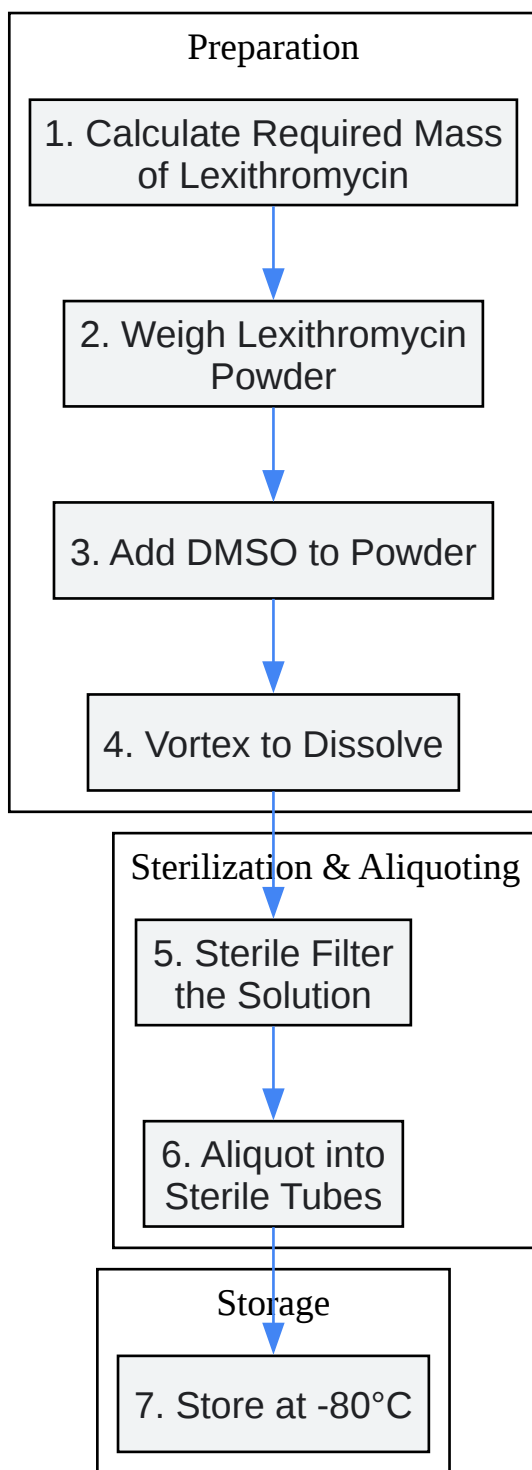 Preparation
1. Calculate Required Mass
of Lexithromycin
2. Weigh Lexithromycin
Powder
3. Add DMSO to Powder
4. Vortex to Dissolve
Sterilization & Aliquoting
5. Sterile Filter
the Solution
6. Aliquot into
Sterile Tubes
Storage
7. Store at -80°C